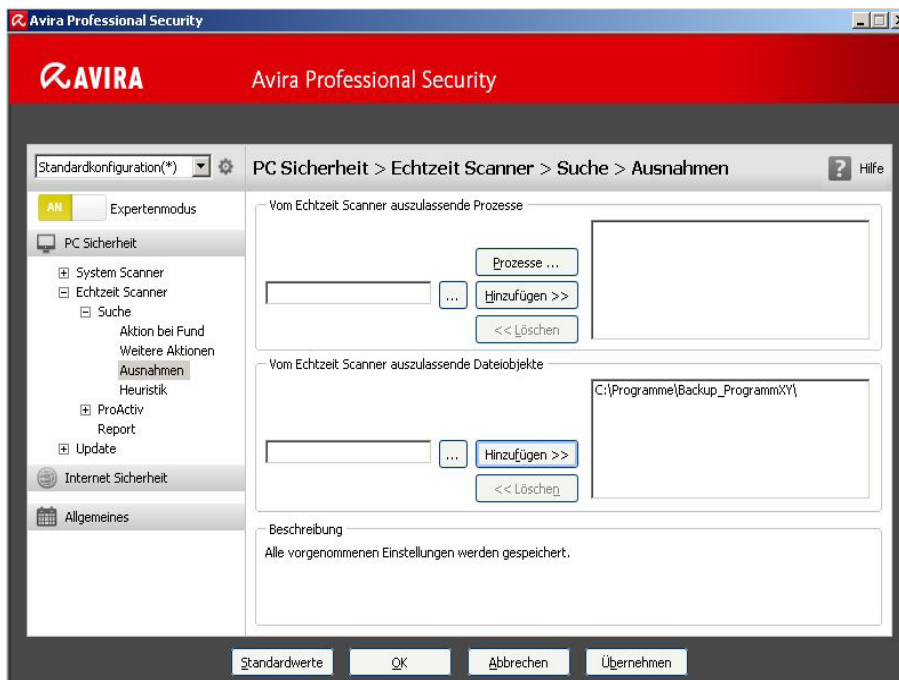 Avira Professional Security
AVIRA
Avira Professional Security
Standardkonfiguration(*)
PC Sicherheit > Echtzeit Scanner > Suche > Ausnahmen
? Hilfe
AN Expertenmodus
PC Sicherheit
System Scanner
Echtzeit Scanner
Suche
Aktion bei Fund
Weitere Aktionen
Ausnahmen
Heuristik
ProActiv
Report
Update
Internet Sicherheit
Allgemeines
Vom Echtzeit Scanner auszulassende Prozesse
Prozesse ...
...
Hinzufügen >>
<< Löschen
Vom Echtzeit Scanner auszulassende Dateiobjekte
C:\Programme\Backup_ProgrammXY\
...
Hinzufügen >>
<< Löschen
Beschreibung
Alle vorgenommenen Einstellungen werden gespeichert.
Standardwerte
OK
Abbrechen
Übernehmen